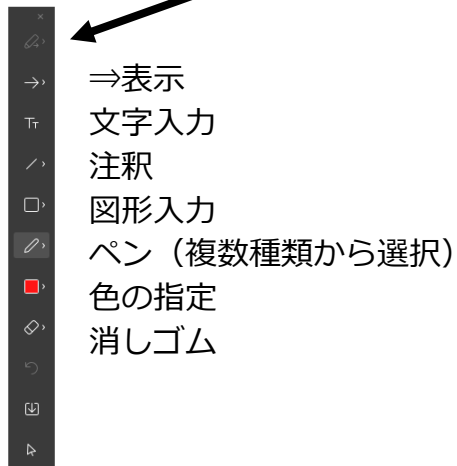 ⇒表示
Tт
文字入力
注釈
図形入力
ペン（複数種類から選択）
色の指定
消しゴム